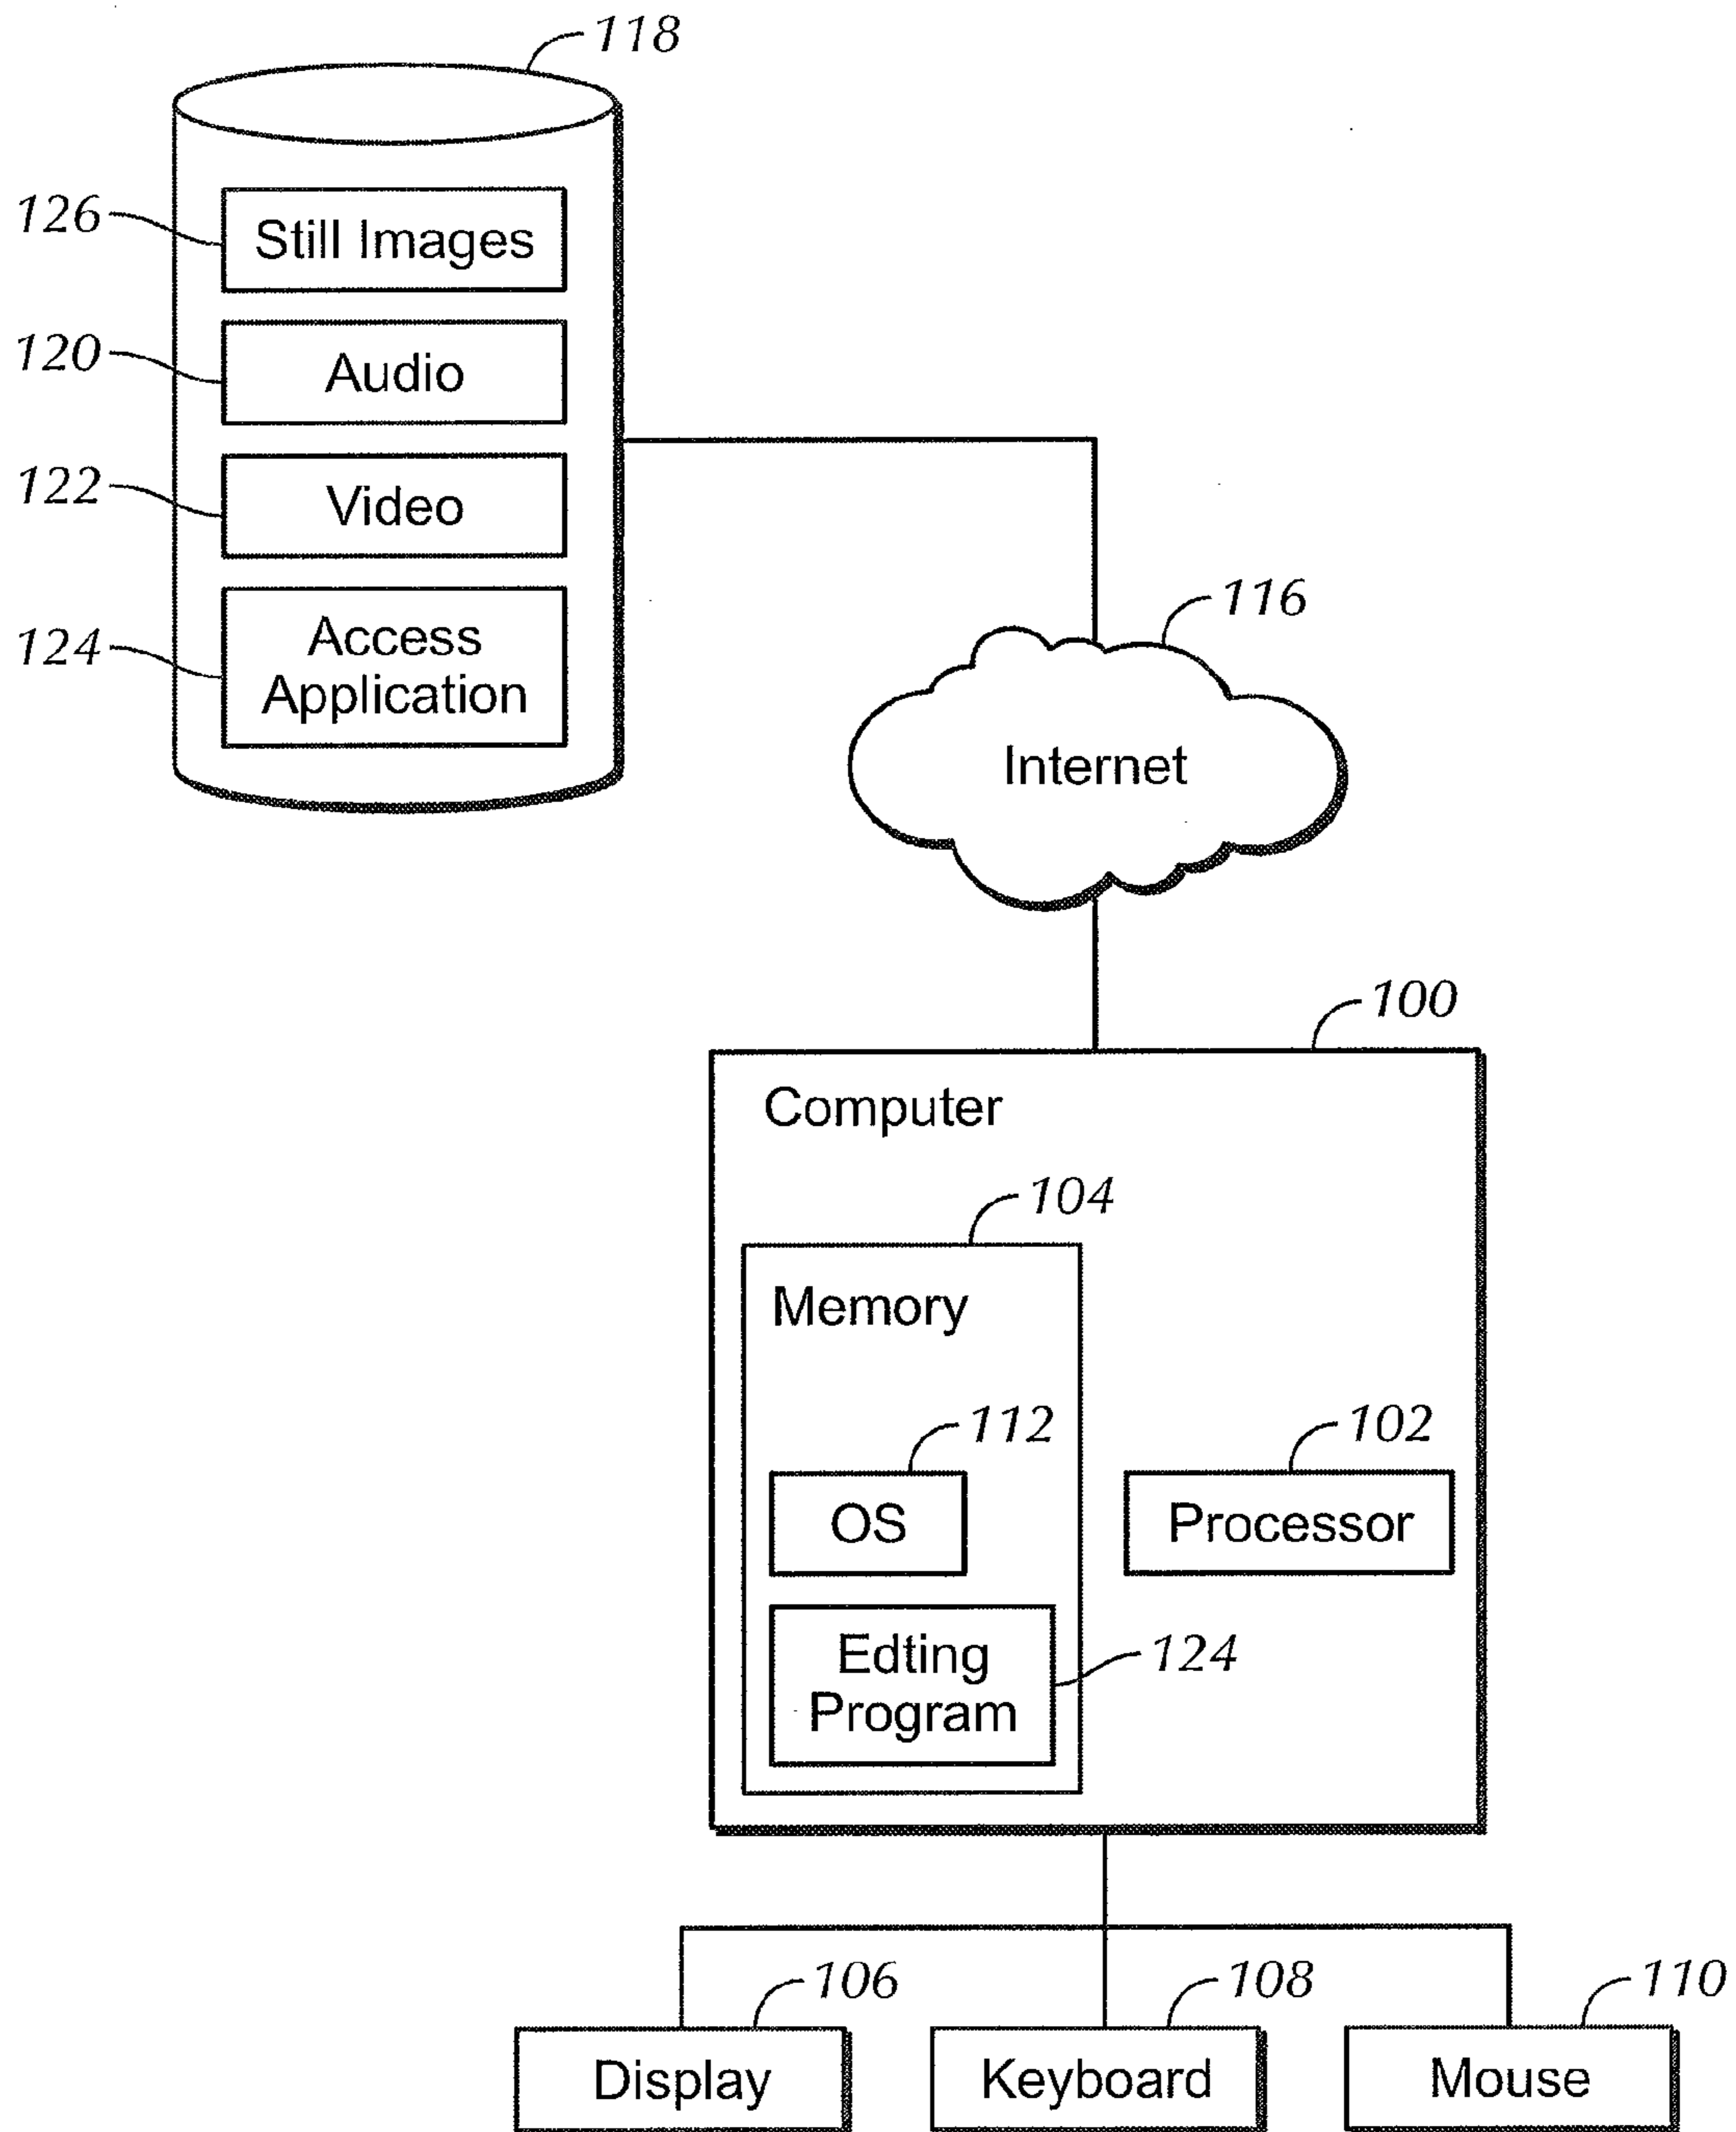 118
126
Still Images
120
Audio
122
Video
124
Access
Application
116
Internet
100
Computer
104
Memory
112
OS
102
Processor
Edting
Program
124
106
Display
108
Keyboard
110
Mouse